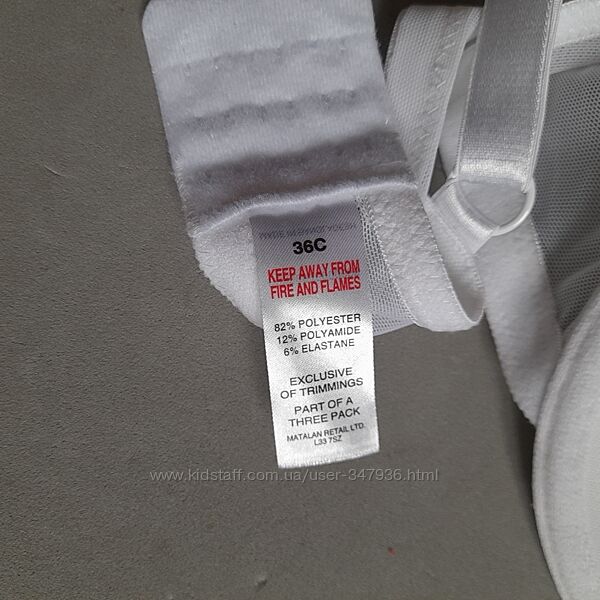 36C
KEEP AWAY FROM
FIRE AND FLAMES
82% POLYESTER
12% POLYAMIDE
6% ELASTANE
EXCLUSIVE
OF TRIMMINGS
PART OF A
THREE PACK
MATALAN RETAIL LTD.
L33 7SZ
www.kidstaff.com.ua/user-347936.html